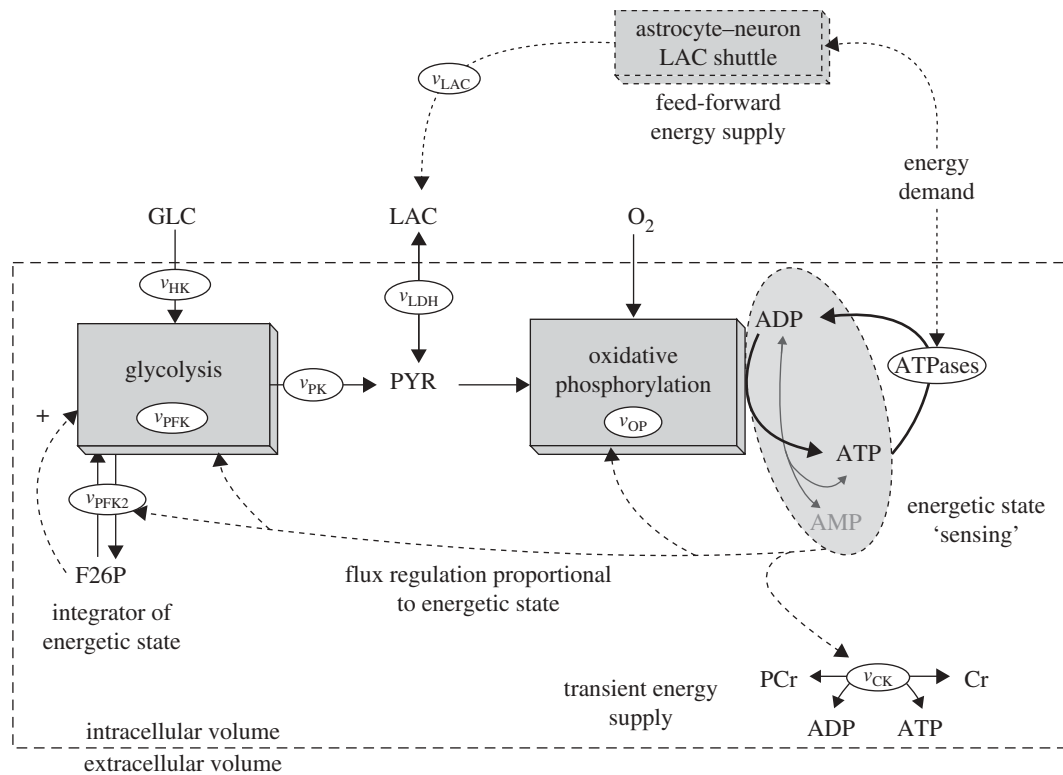 astrocyte–neuron
LAC shuttle
vLAC
feed-forward
energy supply
energy
demand
GLC
LAC
O2
vHK
vLDH
ADP
glycolysis
oxidative
phosphorylation
ATPases
vPK
PYR
+
vPFK
vOP
ATP
vPFK2
AMP
energetic state
‘sensing’
F26P
flux regulation proportional
to energetic state
integrator of
energetic state
PCr
vCK
Cr
transient energy
supply
ADP
ATP
intracellular volume
extracellular volume